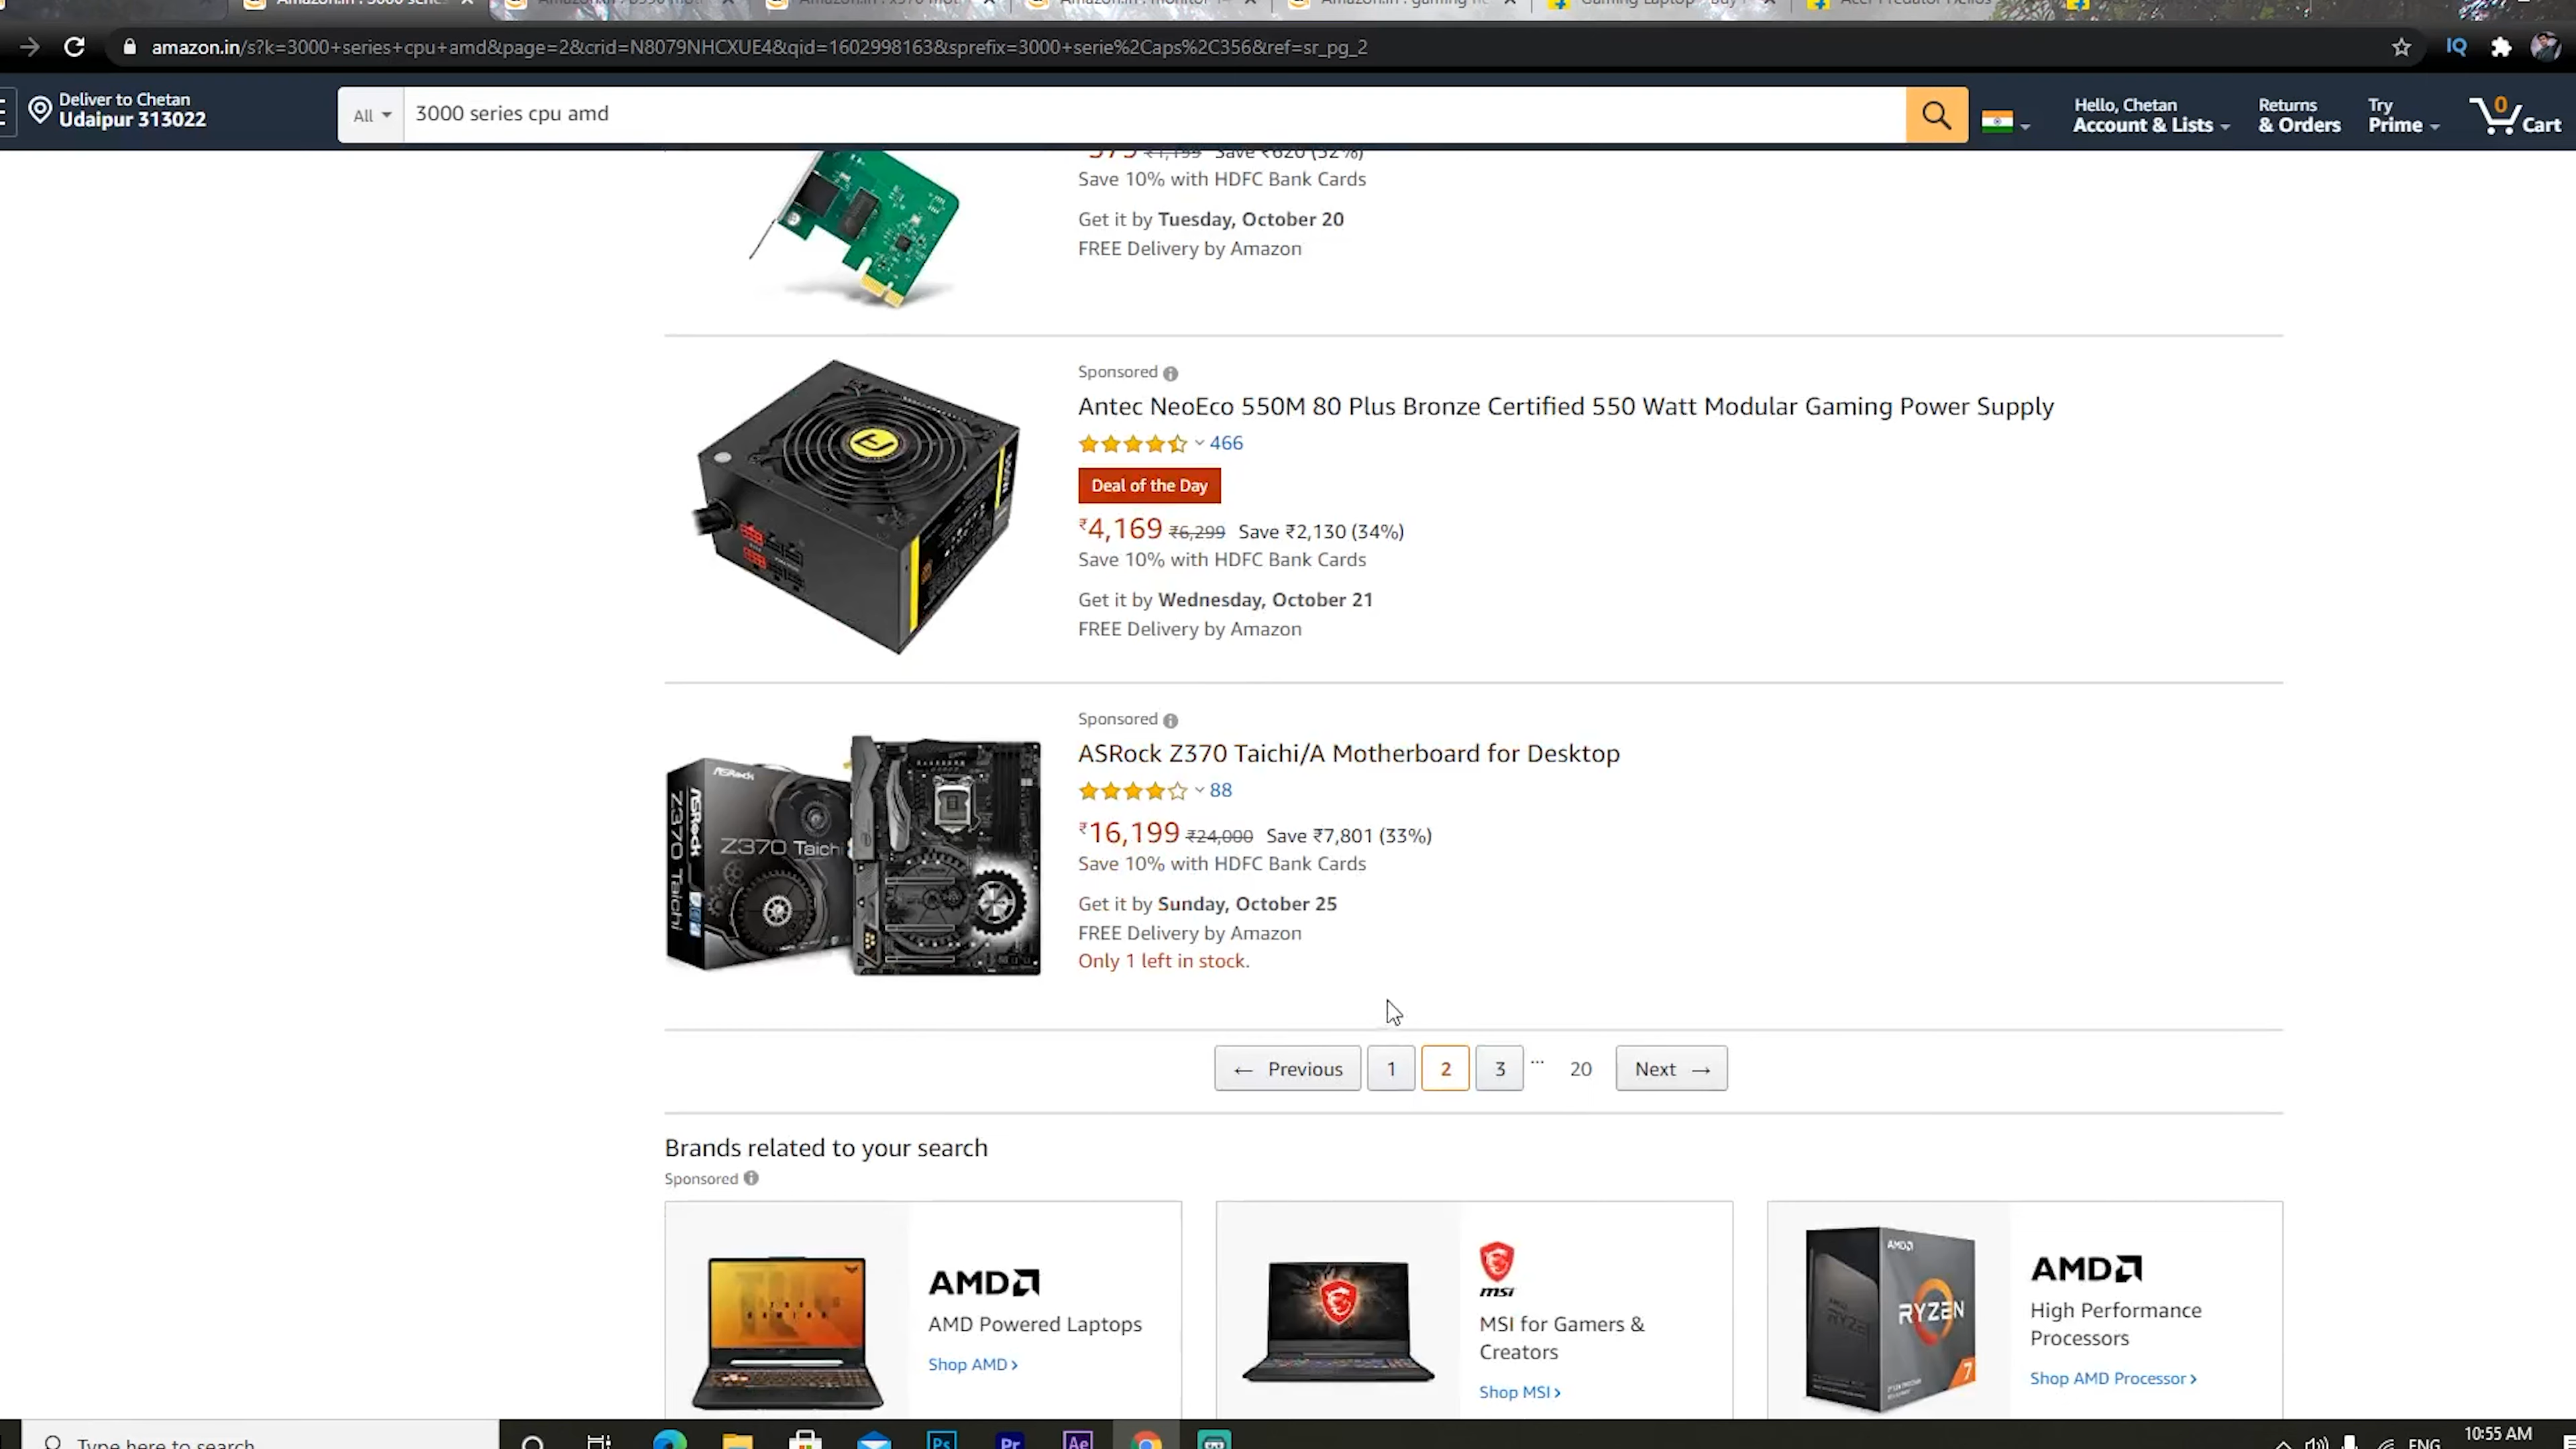 amazon.in/s?k=3000+series+cpu+amd&page=2&crid=N8079NHCXUE4&qid=1602998163&sprefix=3000+serie%2Caps%2C356&ref=sr_pg_2
IQ
Deliver to Chetan
Udaipur 313022
All
3000 series cpu amd
Hello, Chetan
Account & Lists
Returns
& Orders
Try
Prime
0
Cart
Save 10% with HDFC Bank Cards
Get it by Tuesday, October 20
FREE Delivery by Amazon
Sponsored
Antec NeoEco 550M 80 Plus Bronze Certified 550 Watt Modular Gaming Power Supply
466
Deal of the Day
₹4,169 ₹6,299 Save ₹2,130 (34%)
Save 10% with HDFC Bank Cards
Get it by Wednesday, October 21
FREE Delivery by Amazon
Sponsored
ASRock Z370 Taichi/A Motherboard for Desktop
88
₹16,199 ₹24,000 Save ₹7,801 (33%)
Save 10% with HDFC Bank Cards
Get it by Sunday, October 25
FREE Delivery by Amazon
Only 1 left in stock.
ASRock
Z370 Taichi
ASRock
Z370 Taichi
← Previous 1 2 3 ... 20 Next →
Brands related to your search
Sponsored
AMD
AMD Powered Laptops
Shop AMD ›
msi
MSI for Gamers &
Creators
Shop MSI ›
AMD
RYZEN
7
AMD
High Performance
Processors
Shop AMD Processor ›
Type here to search
Ps
Pr
Ae
ENG
10:55 AM